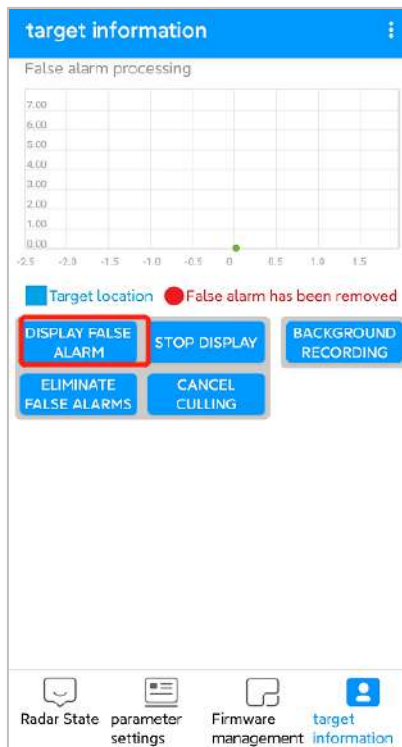 target information
False alarm processing
7.00
6.00
5.00
4.00
3.00
2.00
1.00
0.00
-2.5 -2.0 -1.5 -1.0 -0.5 0 0.5 1.0 1.5
Target location False alarm has been removed
DISPLAY FALSE
ALARM
STOP DISPLAY
BACKGROUND
RECORDING
ELIMINATE
FALSE ALARMS
CANCEL
CULLING
Radar State
parameter
settings
Firmware
management
target
information